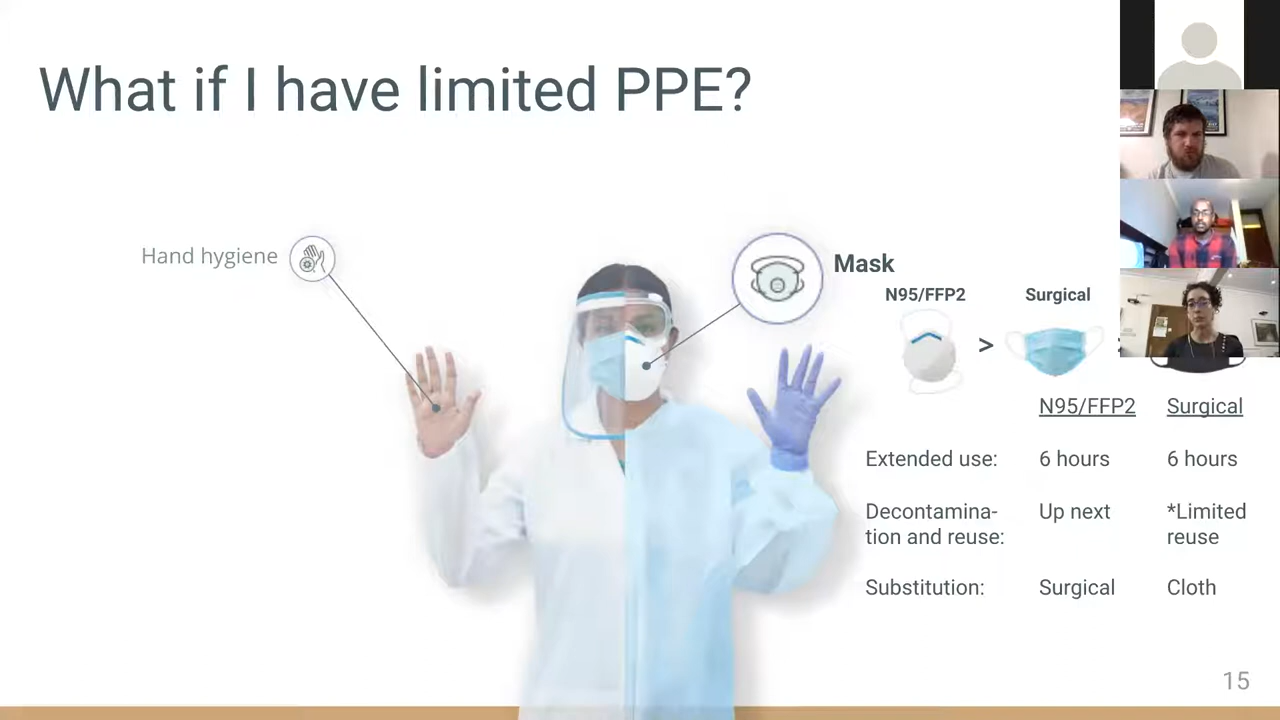 What if I have limited PPE?
Hand hygiene
Mask
N95/FFP2 > Surgical
N95/FFP2 Surgical
Extended use: 6 hours 6 hours
Decontamina- Up next *Limited
tion and reuse: reuse
Substitution: Surgical Cloth
15